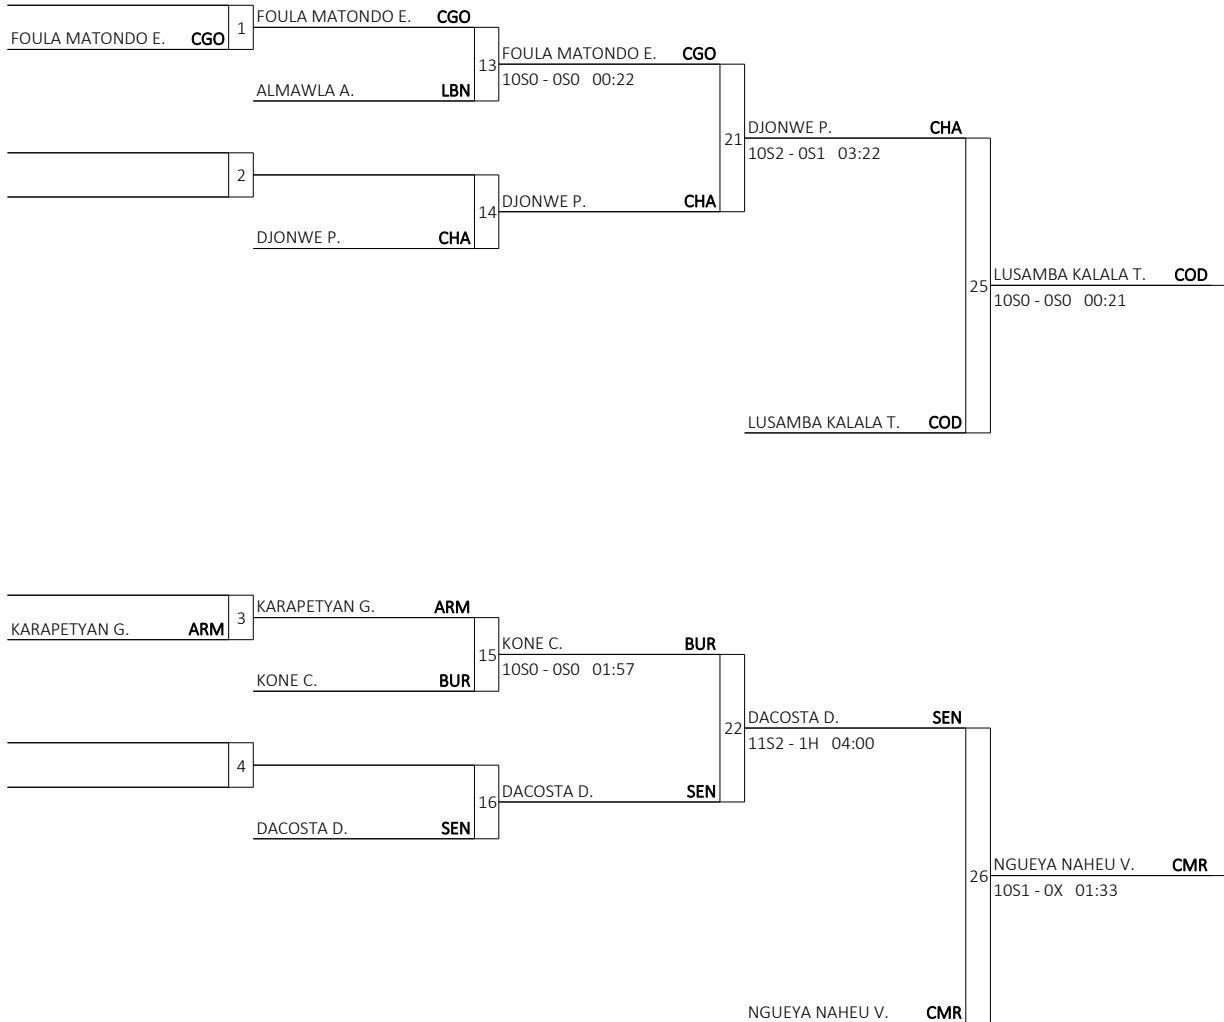 FOULA MATONDO E. CGO
1
FOULA MATONDO E. CGO
ALMAWLA A. LBN
13
FOULA MATONDO E. CGO
10S0 - 0S0 00:22
2
DJONWE P. CHA
14
DJONWE P. CHA
21
DJONWE P. CHA
10S2 - 0S1 03:22
LUSAMBA KALALA T. COD
25
LUSAMBA KALALA T. COD
10S0 - 0S0 00:21
KARAPETYAN G. ARM
3
KARAPETYAN G. ARM
KONE C. BUR
15
KONE C. BUR
10S0 - 0S0 01:57
4
DACOSTA D. SEN
16
DACOSTA D. SEN
22
DACOSTA D. SEN
11S2 - 1H 04:00
NGUEYA NAHEU V. CMR
26
NGUEYA NAHEU V. CMR
10S1 - 0X 01:33